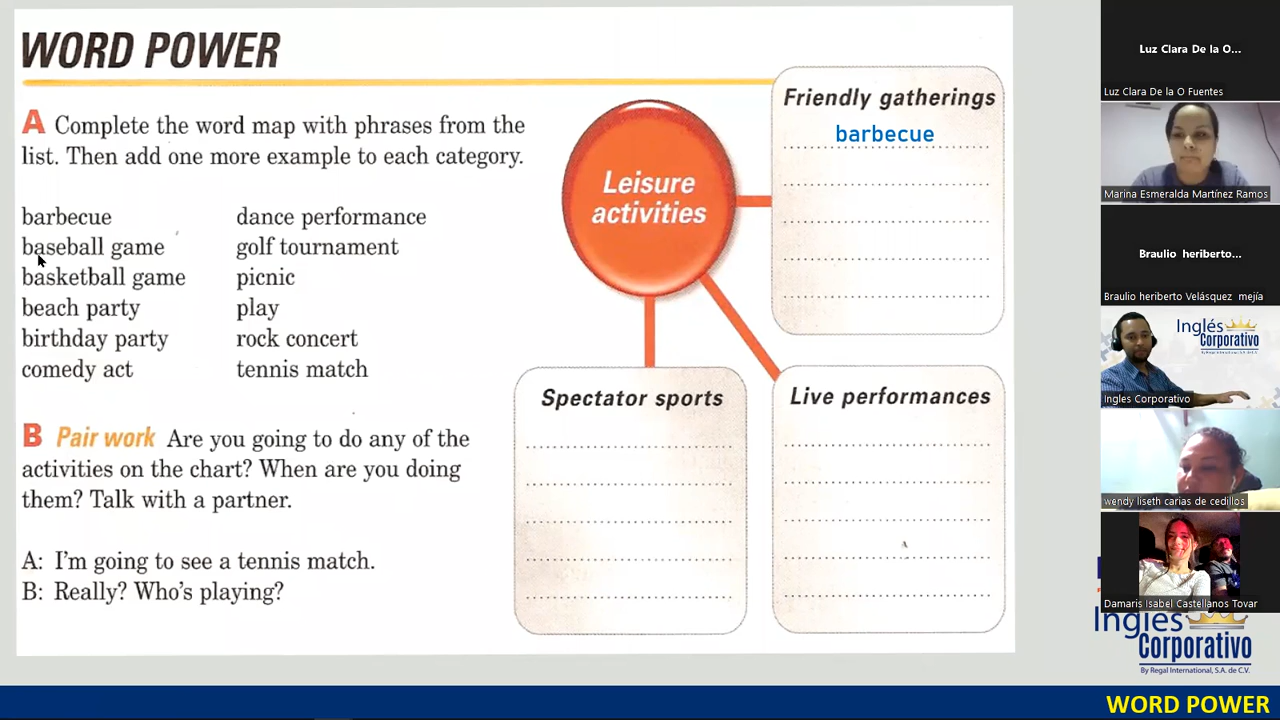 WORD POWER
A Complete the word map with phrases from the
list. Then add one more example to each category.
barbecue
baseball game
basketball game
beach party
birthday party
comedy act
dance performance
golf tournament
picnic
play
rock concert
tennis match
B Pair work Are you going to do any of the
activities on the chart? When are you doing
them? Talk with a partner.
A: I'm going to see a tennis match.
B: Really? Who's playing?
Leisure
activities
Friendly gatherings
barbecue
Spectator sports
Live performances
Luz Clara De la O...
Luz Clara De la O Fuentes
Marina Esmeralda Martínez Ramos
Braulio heriberto...
Braulio heriberto Velásquez mejía
Inglés
Corporativo
By Regal International, S.A. de C.V.
Ingles Corporativo
wendy liseth carias de cedillos
Damaris Isabel Castellanos Tovar
Inglés
Corporativo
By Regal International, S.A. de C.V.
WORD POWER